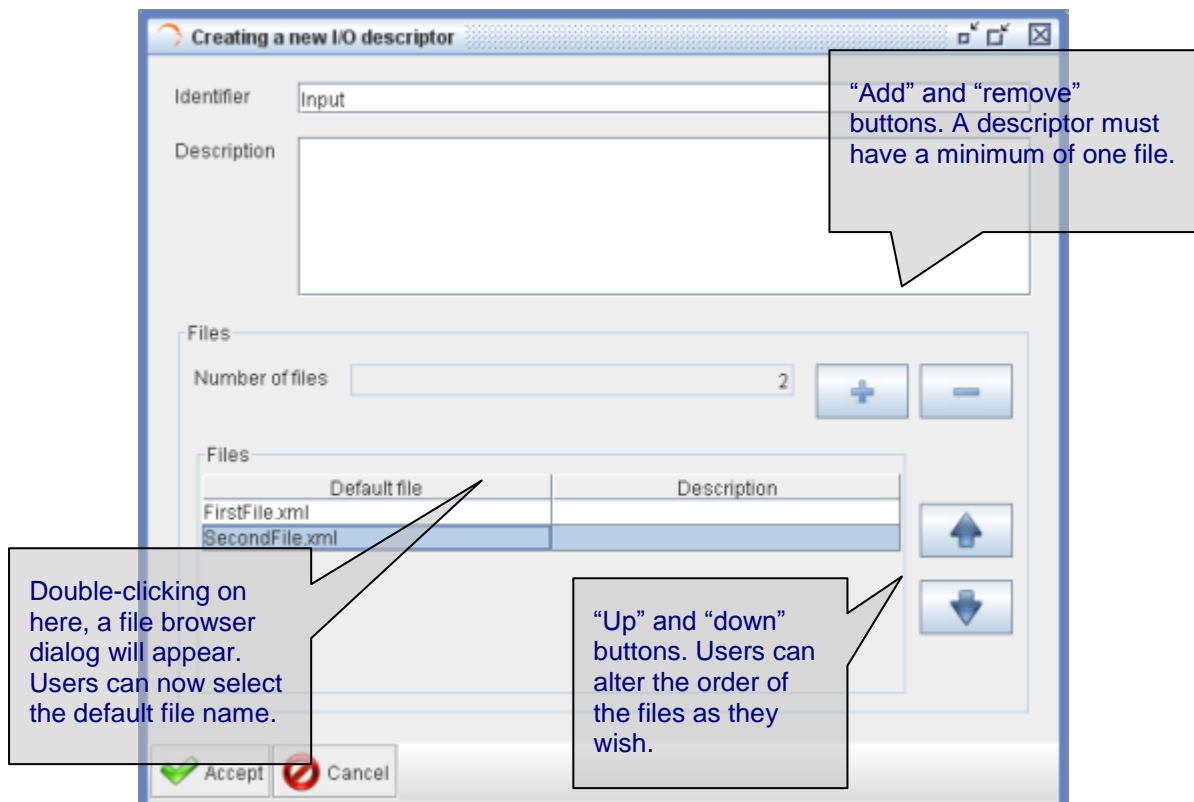 Creating a new I/O descriptor
Identifier
Input
“Add” and “remove”
buttons. A descriptor must
have a minimum of one file.
Description
Files
Number of files
2
Files
Default file
Description
FirstFile.xml
SecondFile.xml
Double-clicking on
here, a file browser
dialog will appear.
Users can now select
the default file name.
“Up” and “down”
buttons. Users can
alter the order of
the files as they
wish.
Accept
Cancel